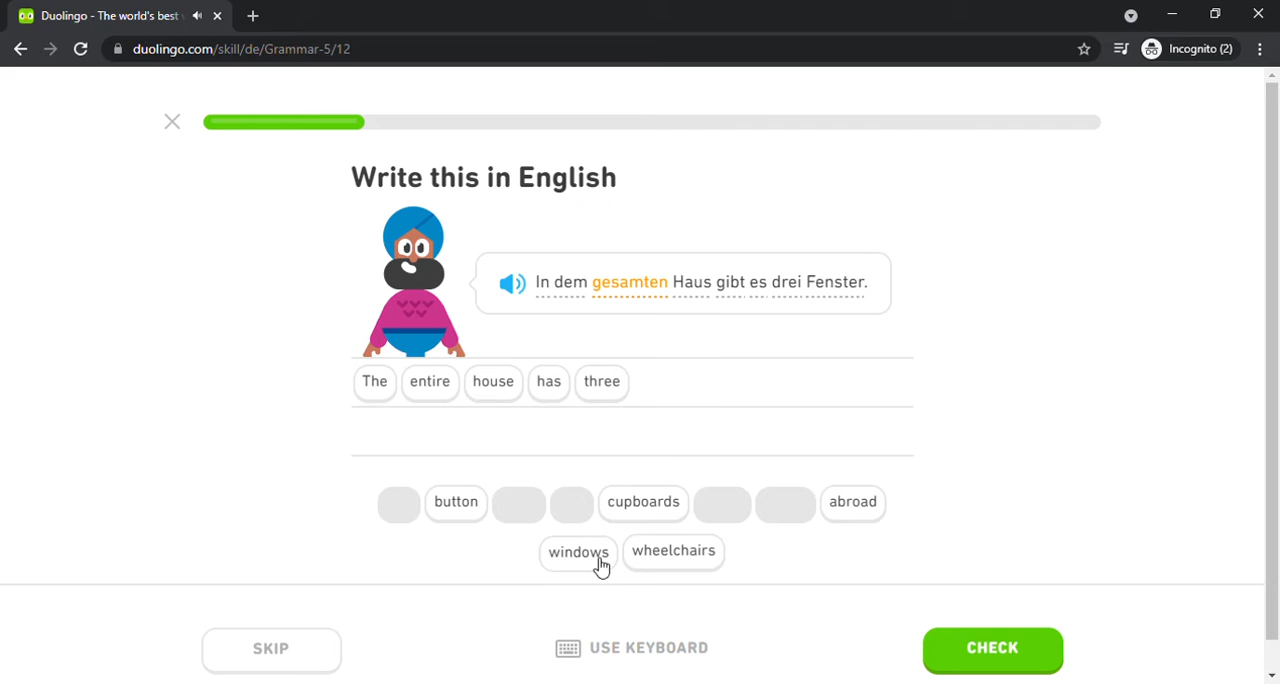 Duolingo - The world's best
duolingo.com/skill/de/Grammar-5/12
Incognito (2)
Write this in English
In dem gesamten Haus gibt es drei Fenster.
The entire house has three
button cupboards abroad
windows wheelchairs
SKIP
USE KEYBOARD
CHECK